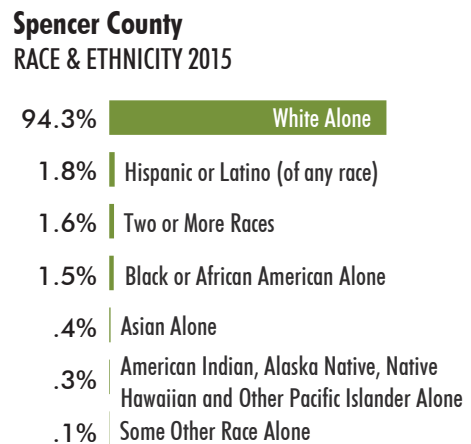 Spencer County
RACE & ETHNICITY 2015
94.3% White Alone
1.8% Hispanic or Latino (of any race)
1.6% Two or More Races
1.5% Black or African American Alone
.4% Asian Alone
.3% American Indian, Alaska Native, Native
Hawaiian and Other Pacific Islander Alone
.1% Some Other Race Alone